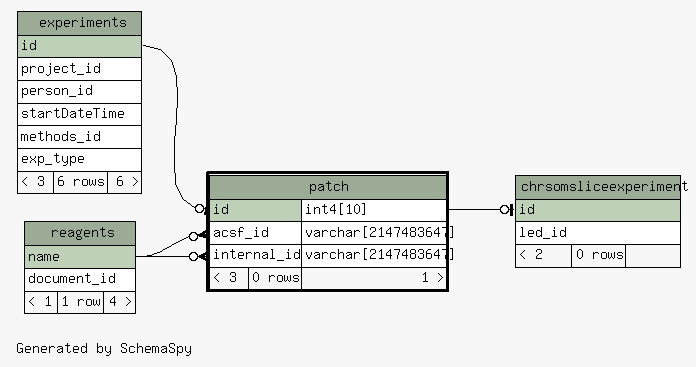 experiments
id
project_id
person_id
startDateTime
methods_id
exp_type
< 3 6 rows 6 >
reagents
name
document_id
< 1 1 row 4 >
patch
id int4[10]
acsf_id varchar[2147483647]
internal_id varchar[2147483647]
< 3 0 rows 1 >
chrsomsliceexperiment
id
led_id
< 2 0 rows
Generated by SchemaSpy